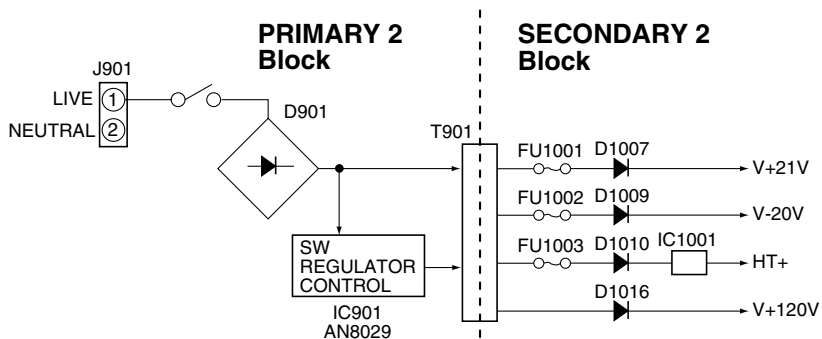 PRIMARY 2
Block
SECONDARY 2
Block
J901
LIVE 1
NEUTRAL 2
D901
T901
FU1001 D1007
V+21V
FU1002 D1009
V-20V
FU1003 D1010 IC1001
HT+
D1016
V+120V
SW
REGULATOR
CONTROL
IC901
AN8029